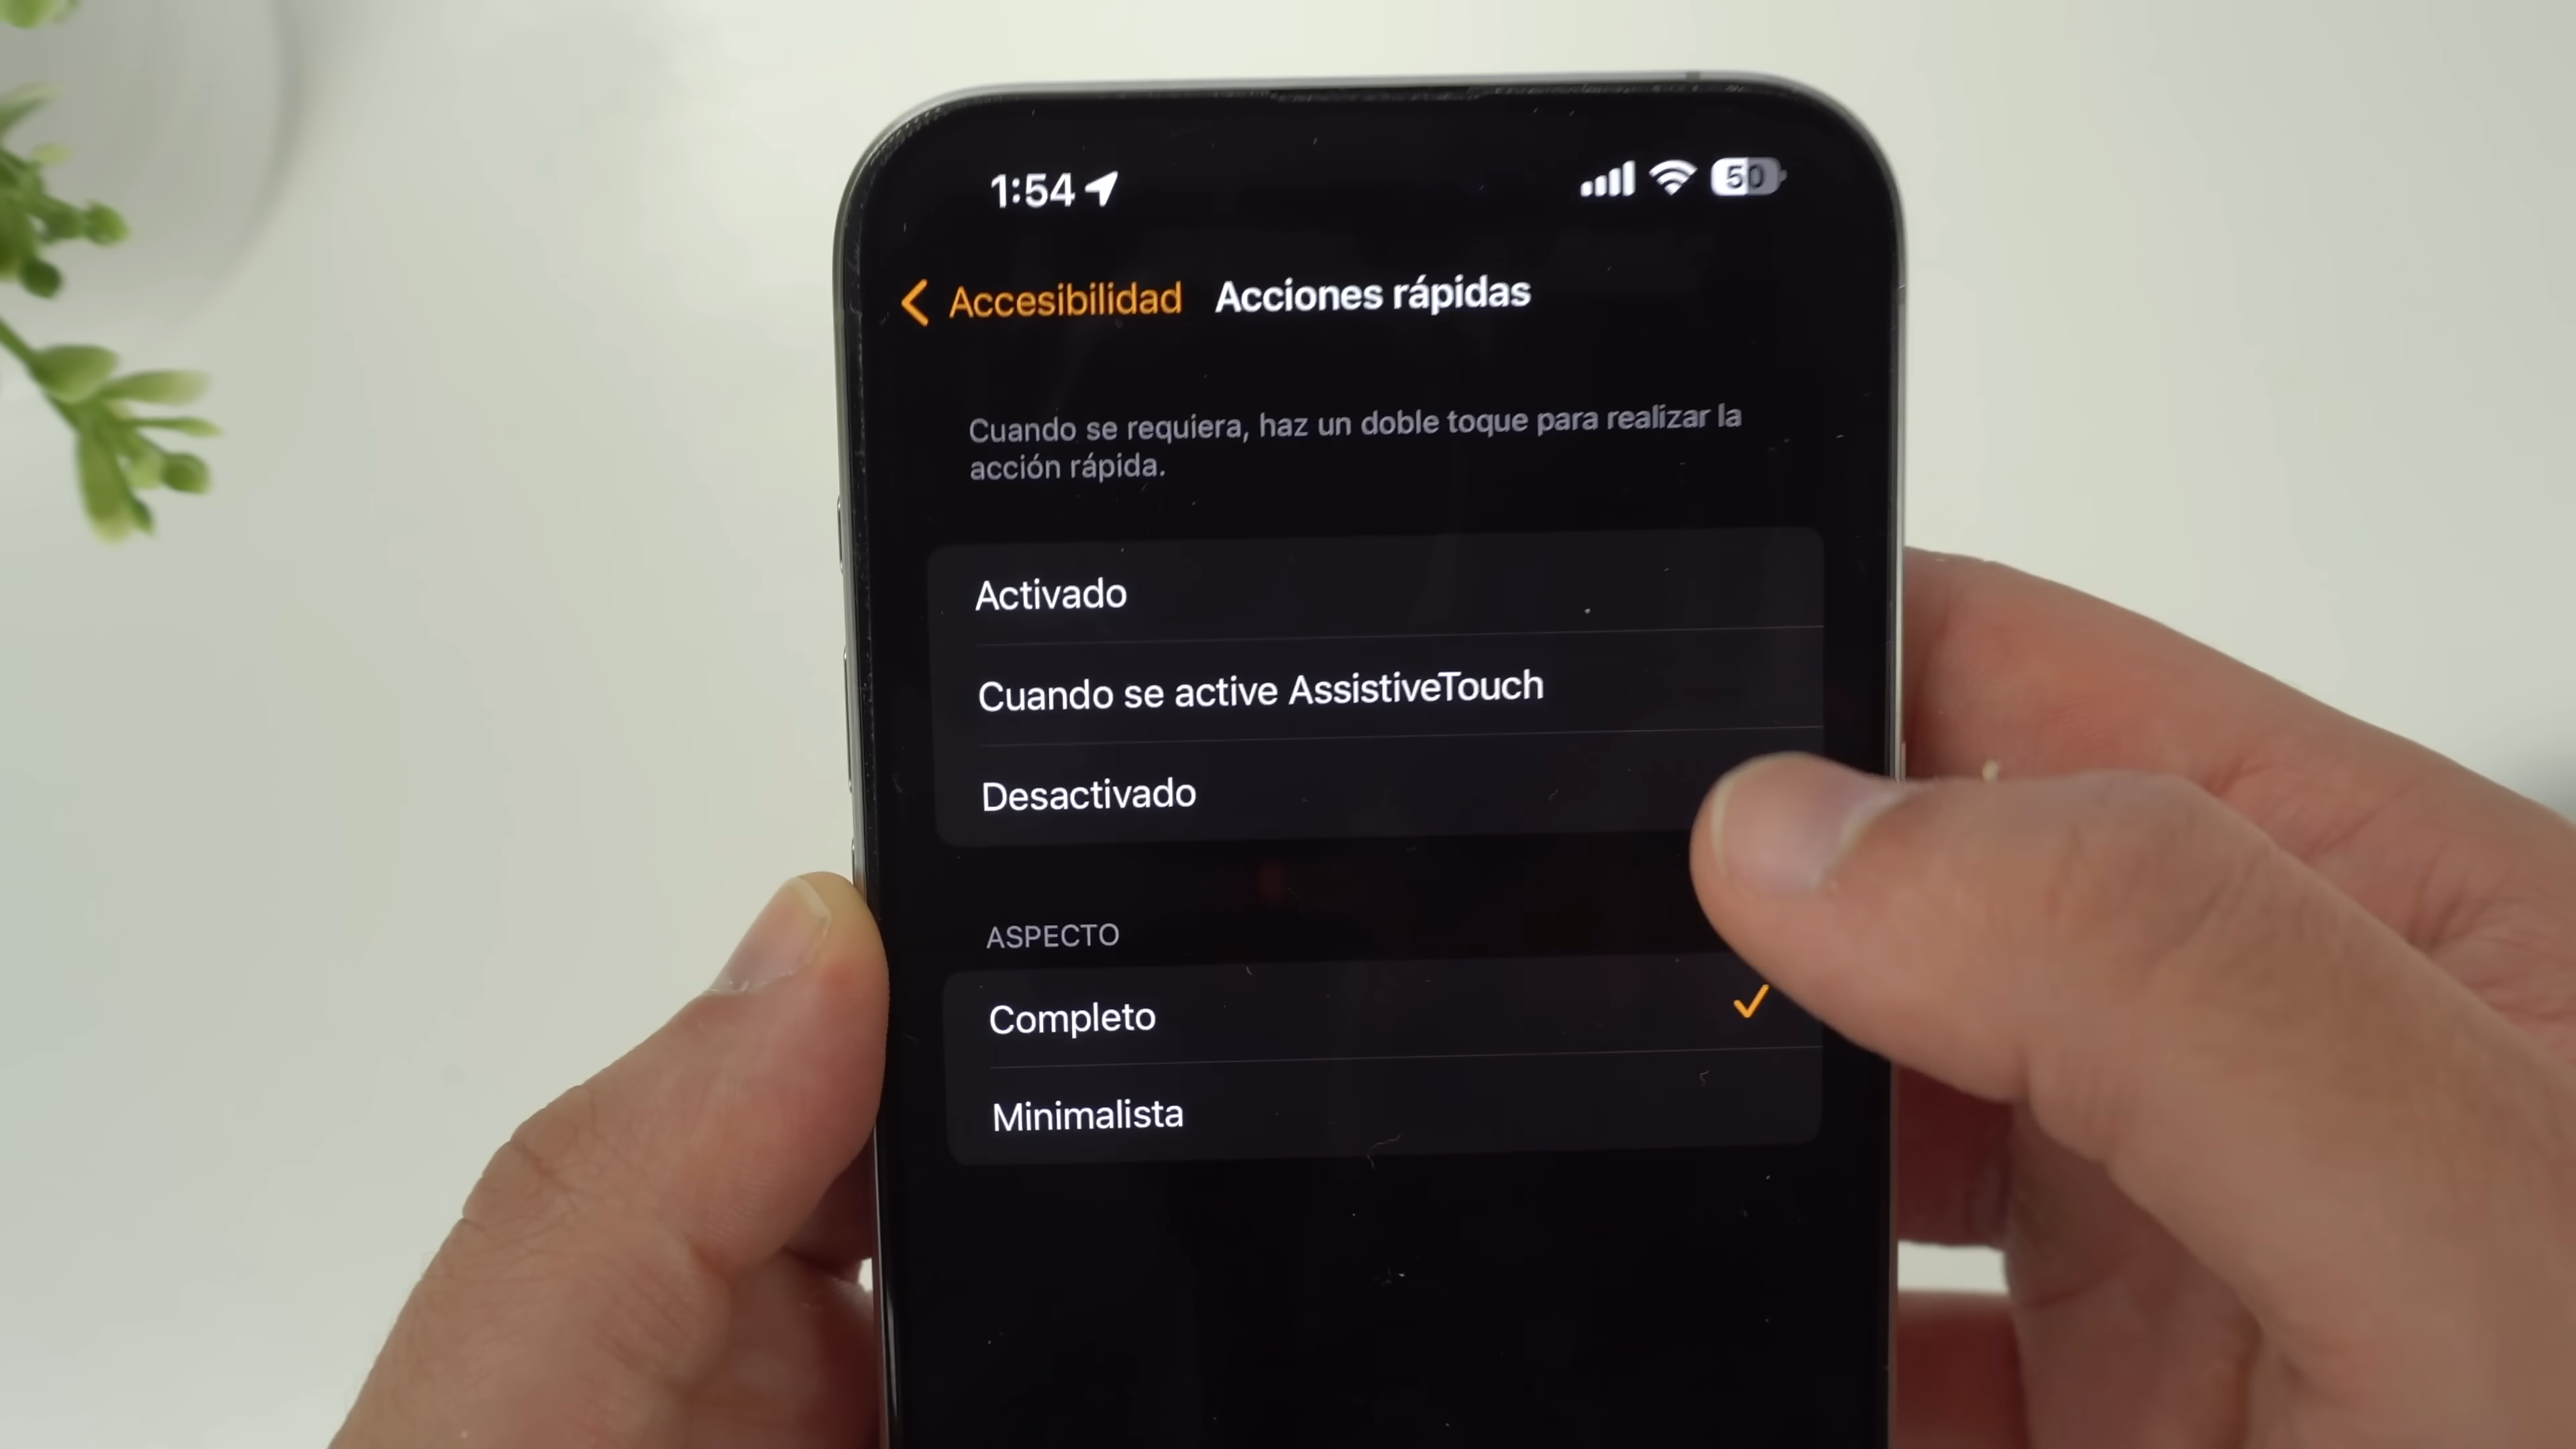 1:54
50
Accesibilidad
Acciones rápidas
Cuando se requiera, haz un doble toque para realizar la
acción rápida.
Activado
Cuando se active AssistiveTouch
Desactivado
ASPECTO
Completo
Minimalista